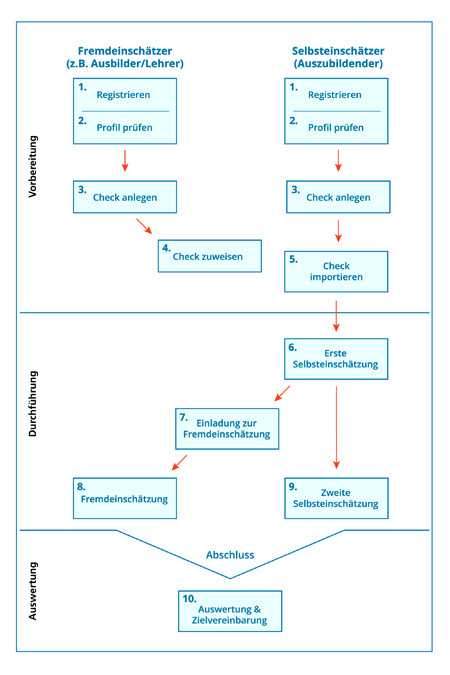 Fremdeinschätzer
(z.B. Ausbilder/Lehrer)
Selbsteinschätzer
(Auszubildender)
Vorbereitung
1. Registrieren
2. Profil prüfen
1. Registrieren
2. Profil prüfen
3. Check anlegen
3. Check anlegen
4. Check zuweisen
5. Check
importieren
Durchführung
6. Erste
Selbsteinschätzung
7. Einladung zur
Fremdeinschätzung
8. Fremdeinschätzung
9. Zweite
Selbsteinschätzung
Auswertung
Abschluss
10. Auswertung &
Zielvereinbarung